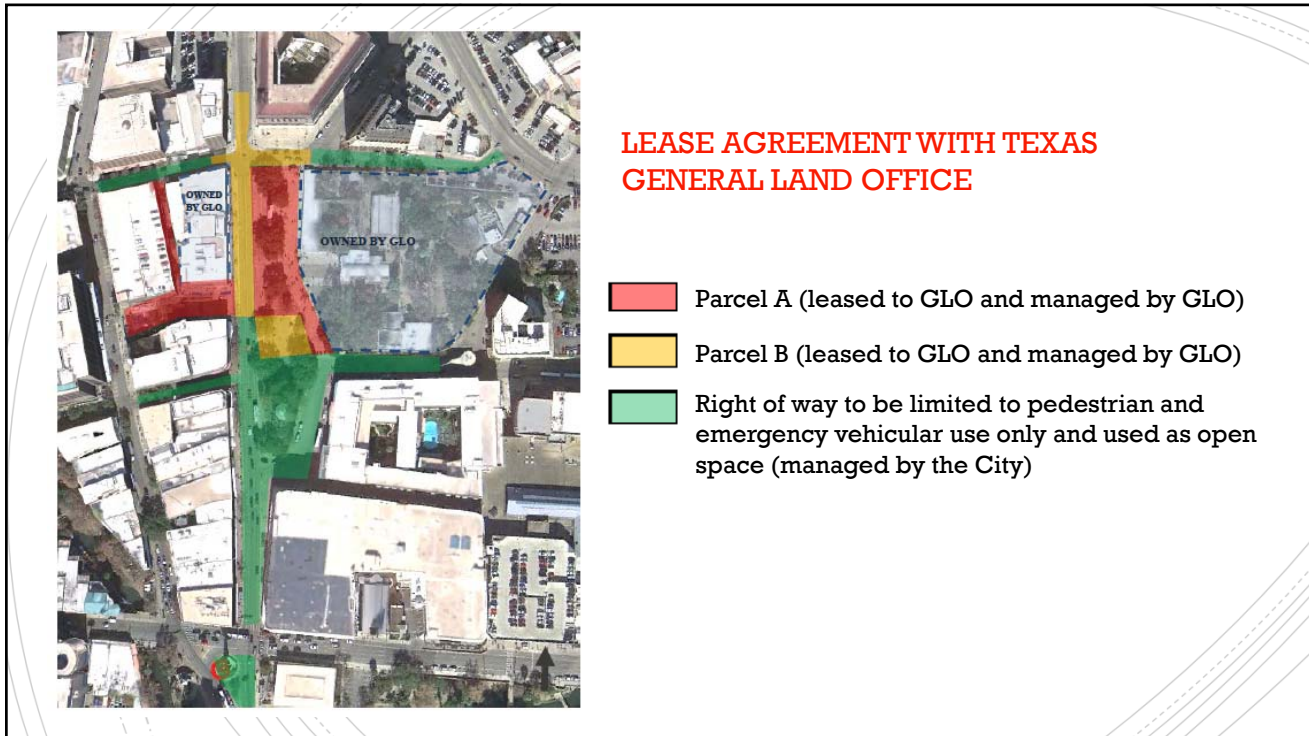 LEASE AGREEMENT WITH TEXAS
GENERAL LAND OFFICE
OWNED
BY GLO
OWNED BY GLO
Parcel A (leased to GLO and managed by GLO)
Parcel B (leased to GLO and managed by GLO)
Right of way to be limited to pedestrian and
emergency vehicular use only and used as open
space (managed by the City)